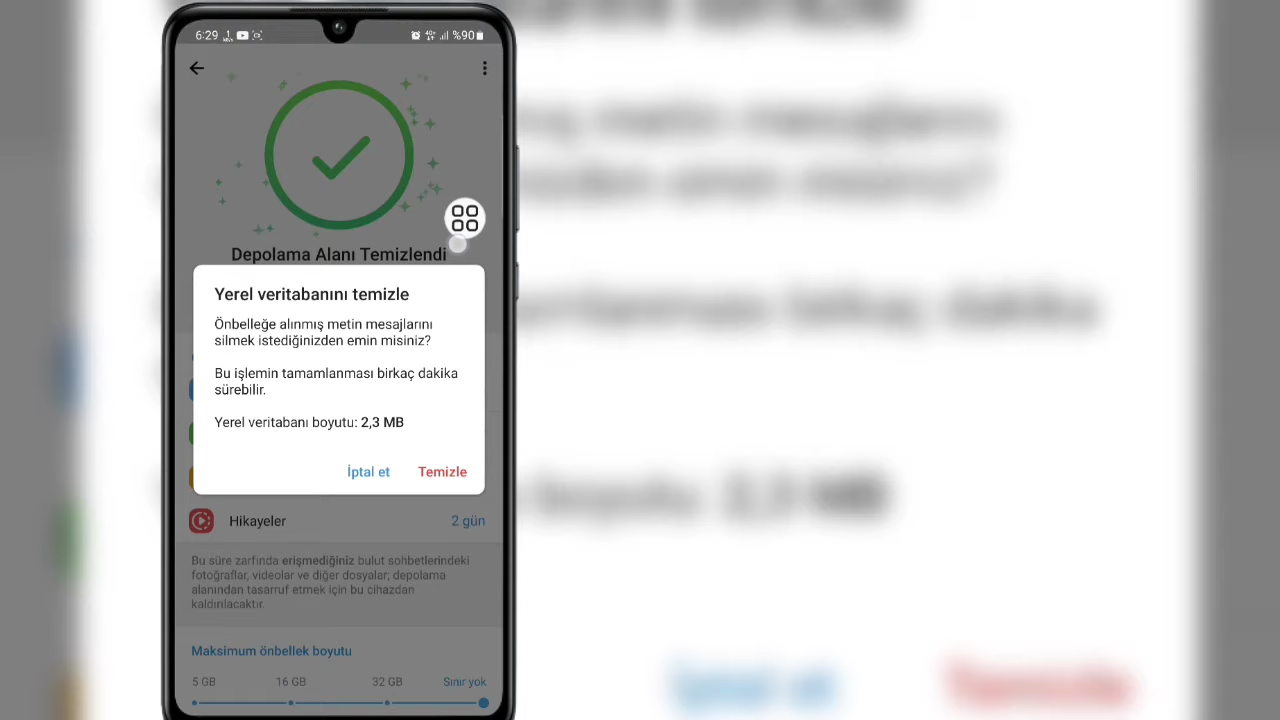 6:29 %90
Depolama Alanı Temizlendi
Yerel veritabanını temizle
Önbelleğe alınmış metin mesajlarını
silmek istediğinizden emin misiniz?
Bu işlemin tamamlanması birkaç dakika
sürebilir.
Yerel veritabanı boyutu: 2,3 MB
İptal et Temizle
Hikayeler 2 gün
Bu süre zarfında erişmediğiniz bulut sohbetlerindeki
fotoğraflar, videolar ve diğer dosyalar; depolama
alanından tasarruf etmek için bu cihazdan
kaldırılacaktır.
Maksimum önbellek boyutu
5 GB 16 GB 32 GB Sınır yok